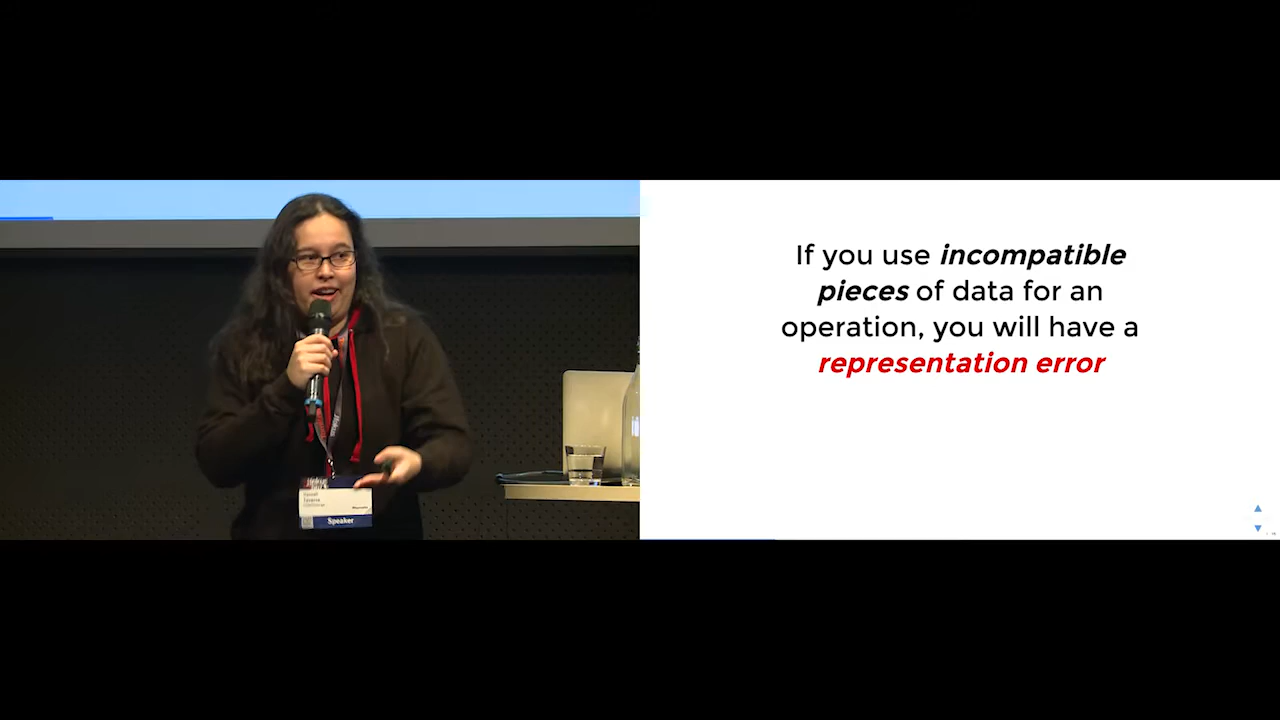 If you use incompatible
pieces of data for an
operation, you will have a
representation error
Speaker